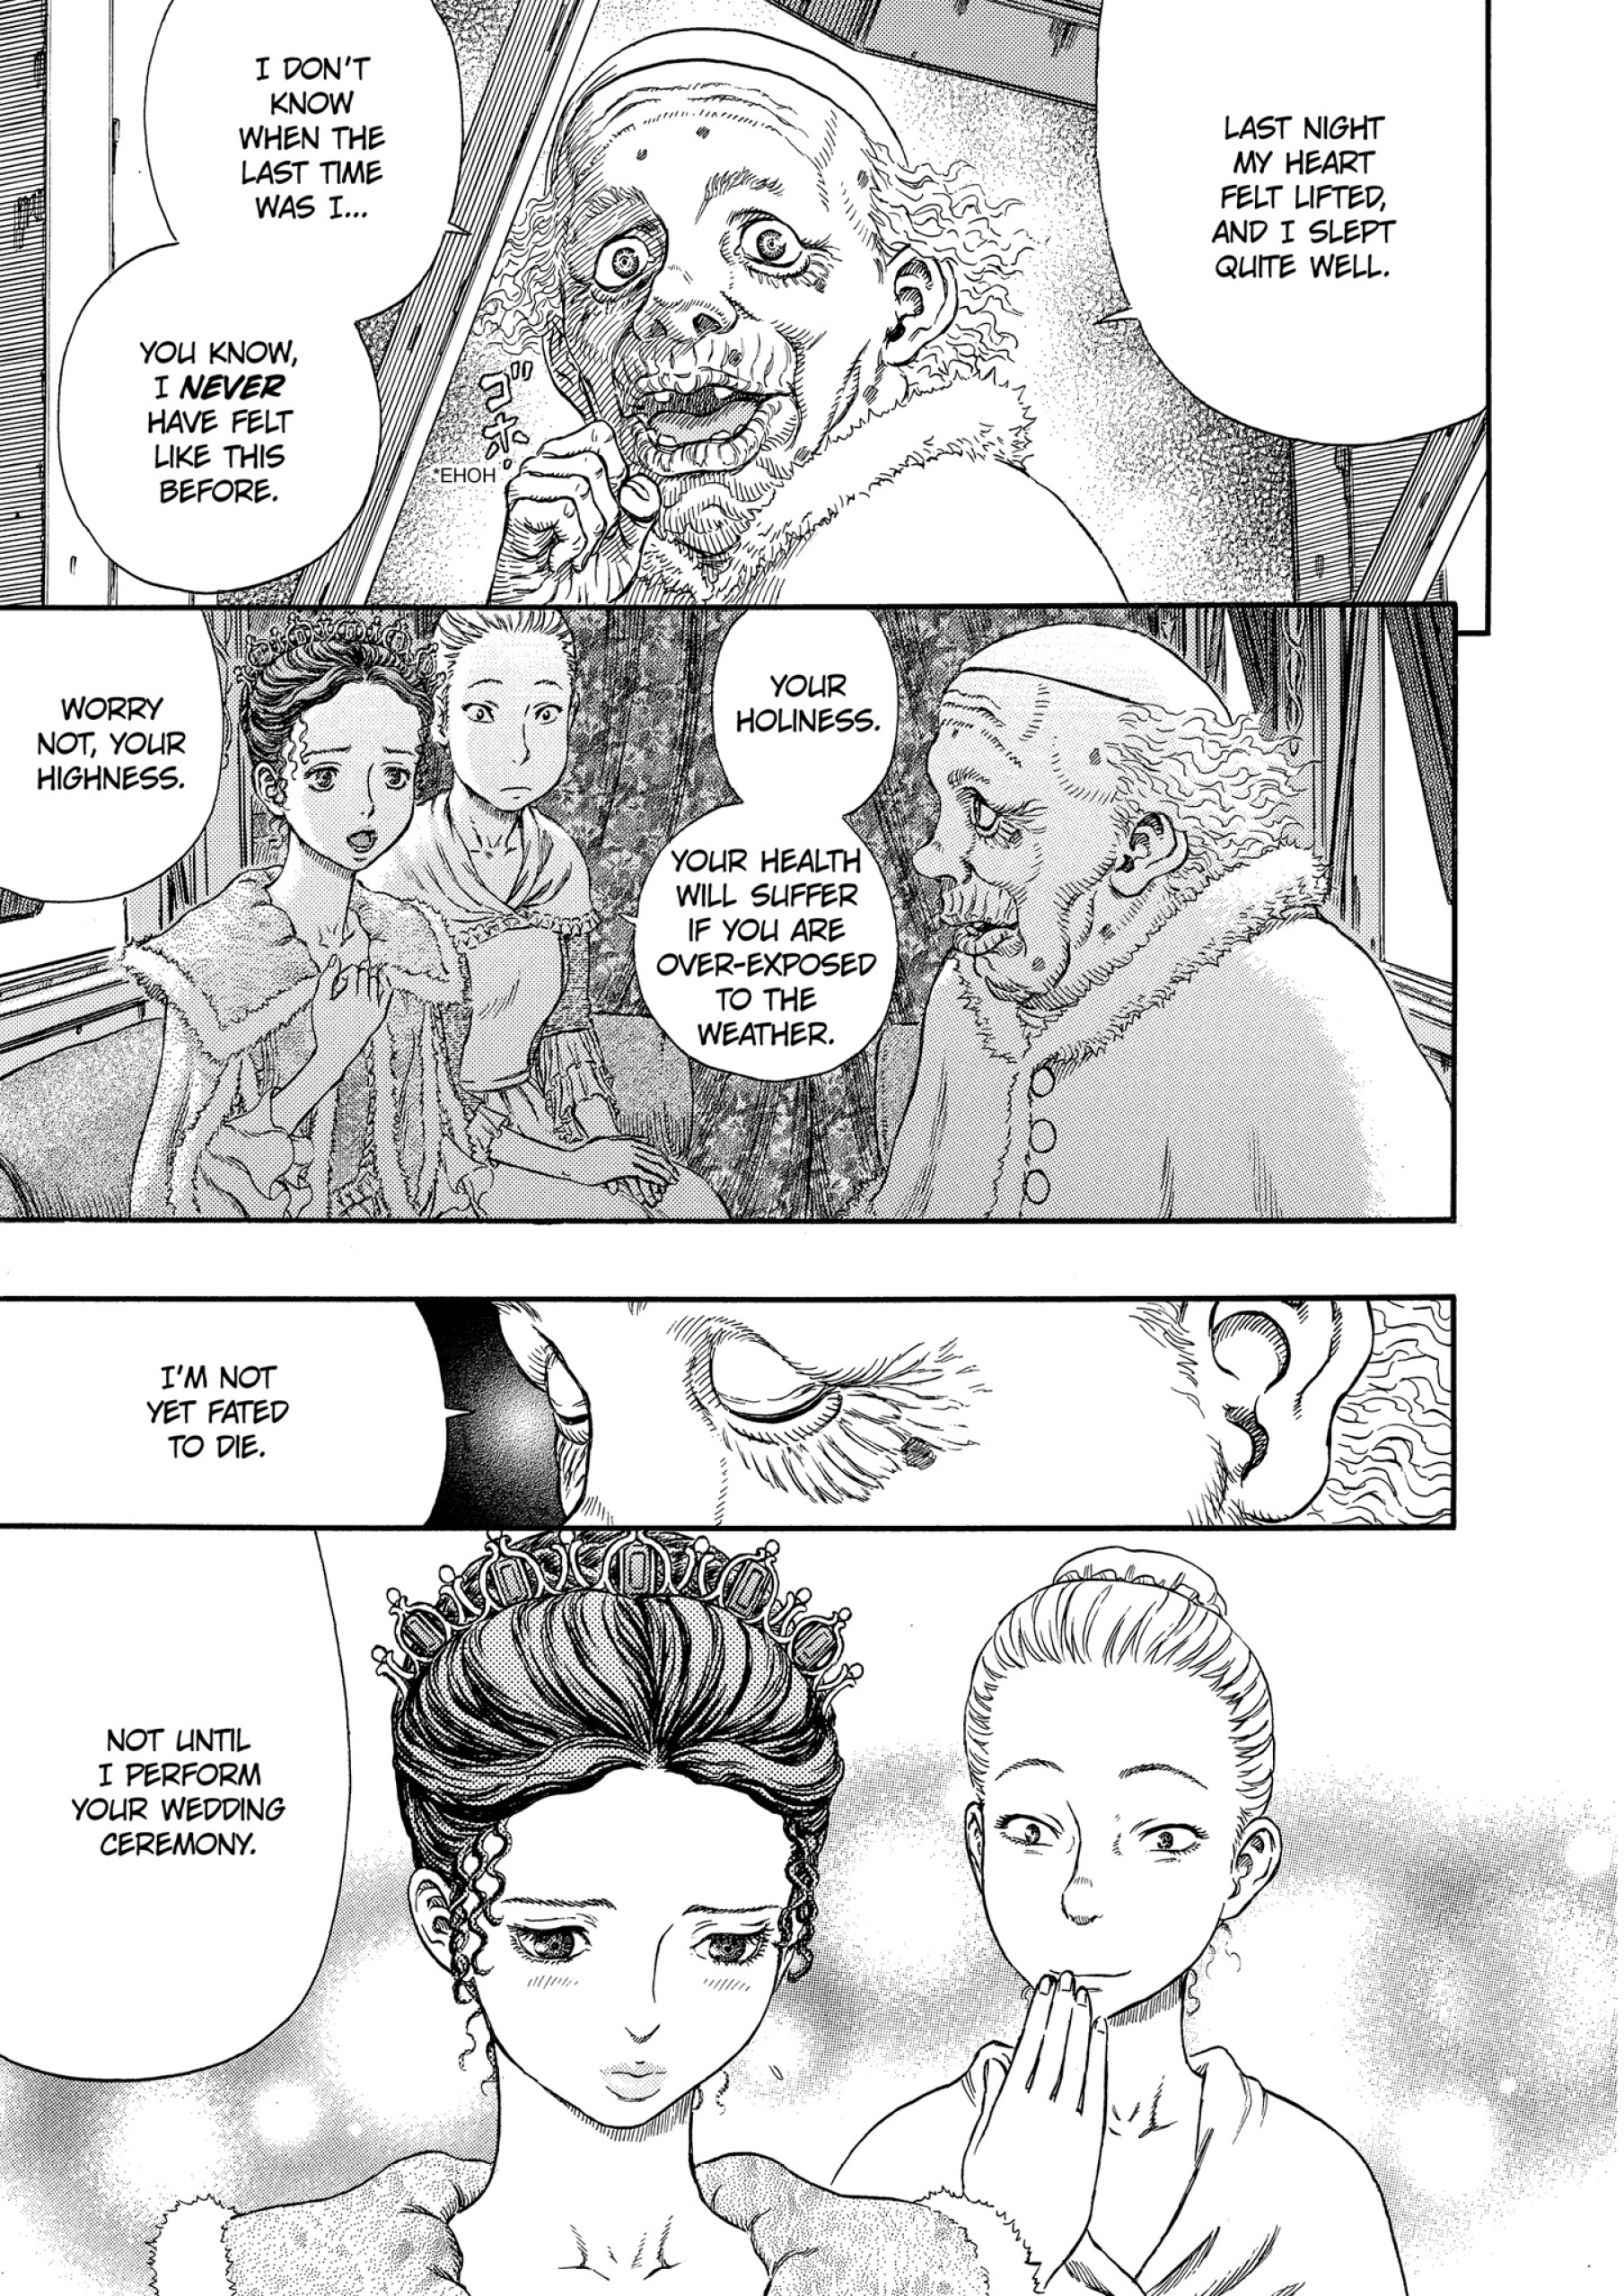 LAST NIGHT
MY HEART
FELT LIFTED,
AND I SLEPT
QUITE WELL.
I DON'T
KNOW
WHEN THE
LAST TIME
WAS I...
YOU KNOW,
I NEVER
HAVE FELT
LIKE THIS
BEFORE.
ゴホ
*EHOH
YOUR
HOLINESS.
YOUR HEALTH
WILL SUFFER
IF YOU ARE
OVER-EXPOSED
TO THE
WEATHER.
WORRY
NOT, YOUR
HIGHNESS.
I'M NOT
YET FATED
TO DIE.
NOT UNTIL
I PERFORM
YOUR WEDDING
CEREMONY.